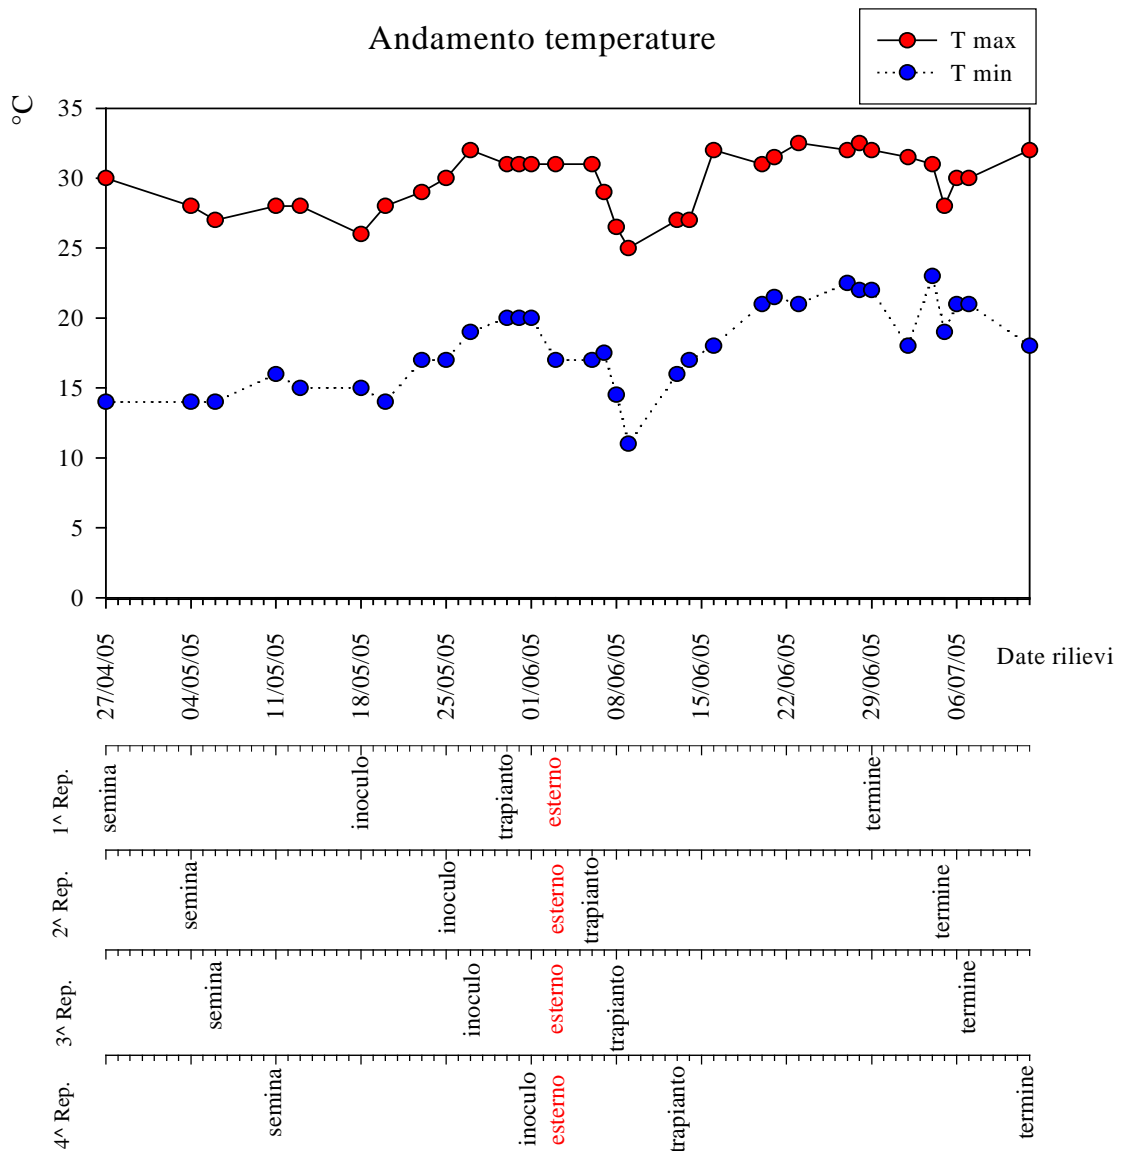 Andamento temperature
T max
T min
°C
35
30
25
20
15
10
5
0
27/04/05
04/05/05
11/05/05
18/05/05
25/05/05
01/06/05
08/06/05
15/06/05
22/06/05
29/06/05
06/07/05
Date rilievi
1^ Rep.
semina
inoculo
trapianto
esterno
termine
2^ Rep.
semina
inoculo
esterno
trapianto
termine
3^ Rep.
semina
inoculo
esterno
trapianto
termine
4^ Rep.
semina
inoculo
esterno
trapianto
termine